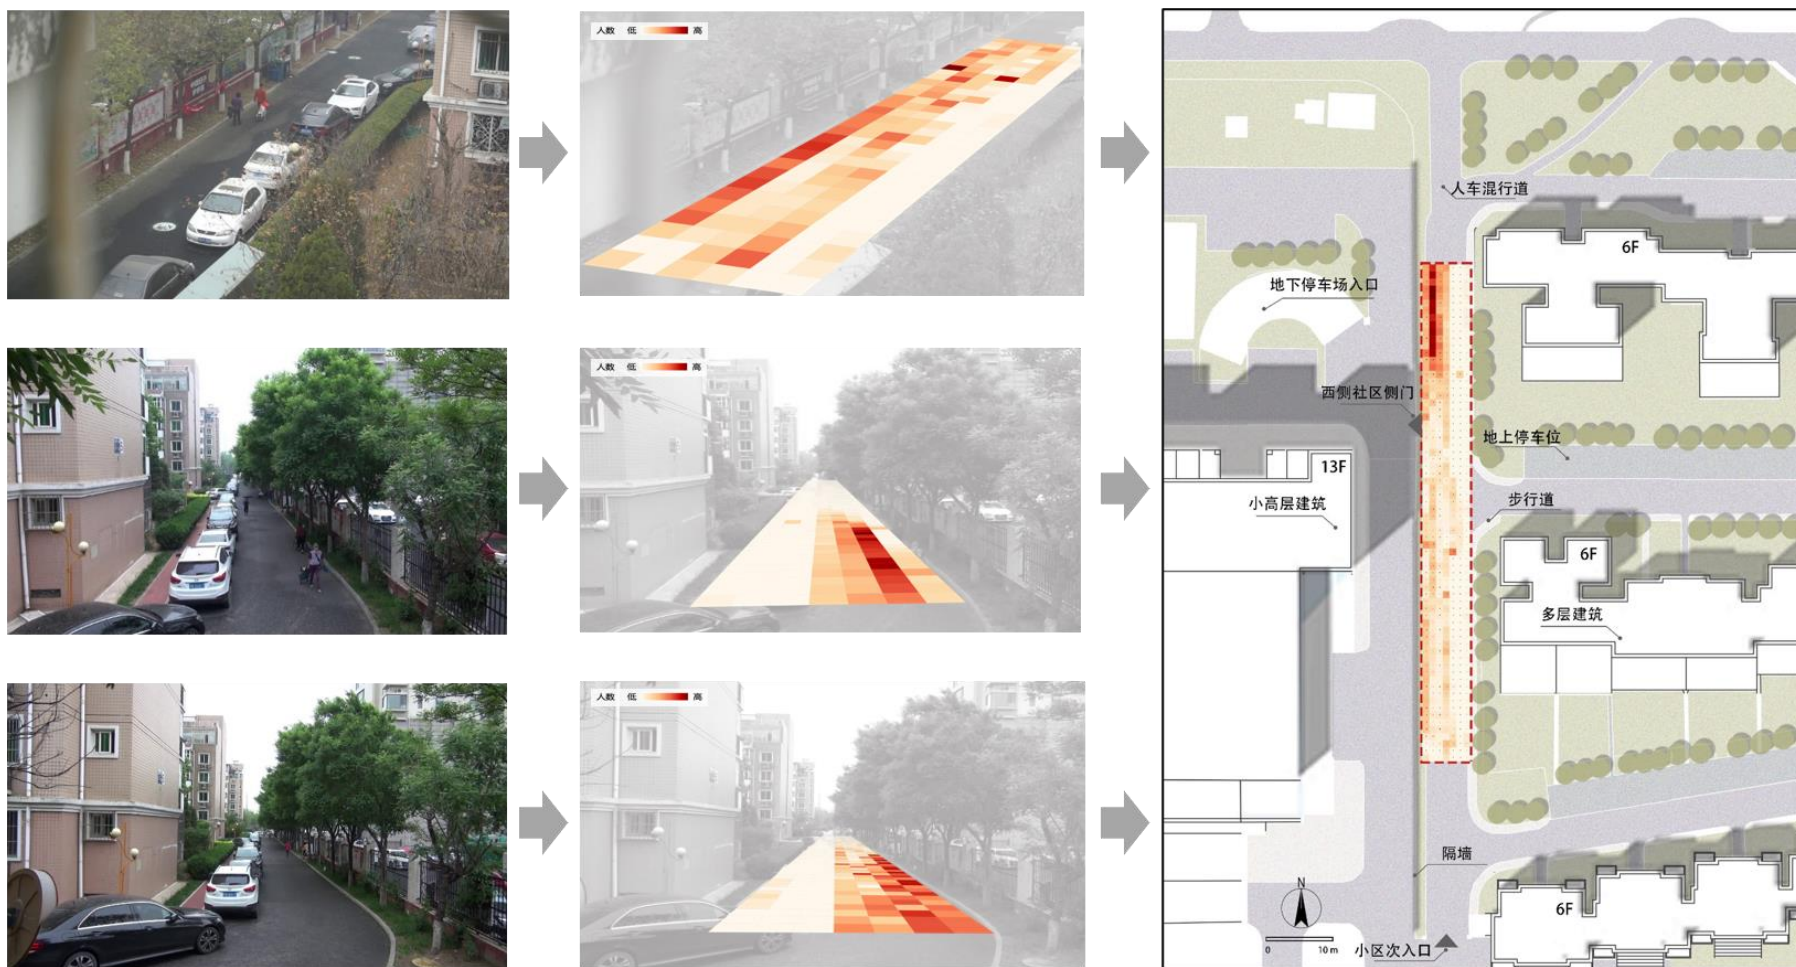 人数 低 高
人数 低 高
人数 低 高
人车混行道
6F
地下停车场入口
西侧社区侧门
地上停车位
13F
小高层建筑
步行道
6F
多层建筑
隔墙
N
6F
0 10 m
小区次入口